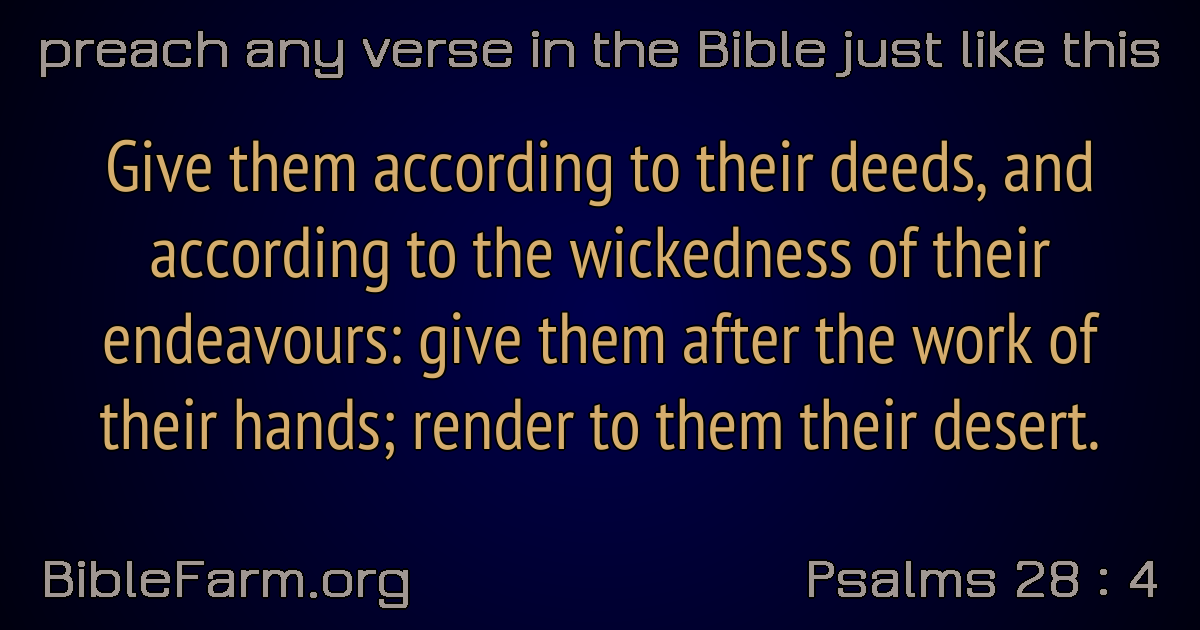 preach any verse in the Bible just like this
Give them according to their deeds, and
according to the wickedness of their
endeavours: give them after the work of
their hands; render to them their desert.
BibleFarm.org
Psalms 28 : 4